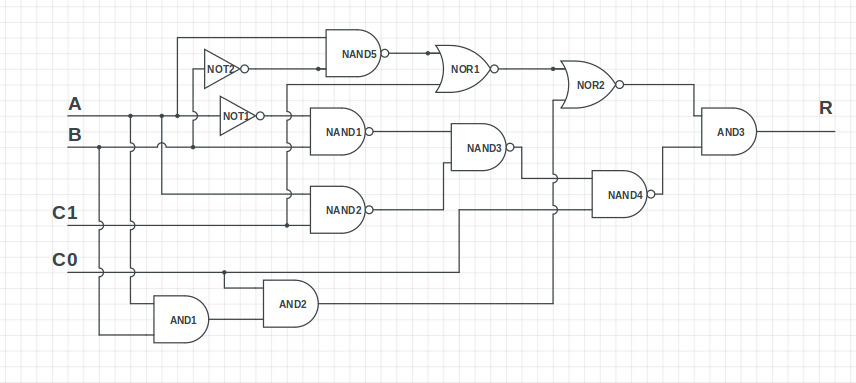 NAND5
NOT2
NOR1
NOR2
A
NOT1
R
B
NAND1
AND3
NAND3
NAND4
C1
NAND2
C0
AND2
AND1